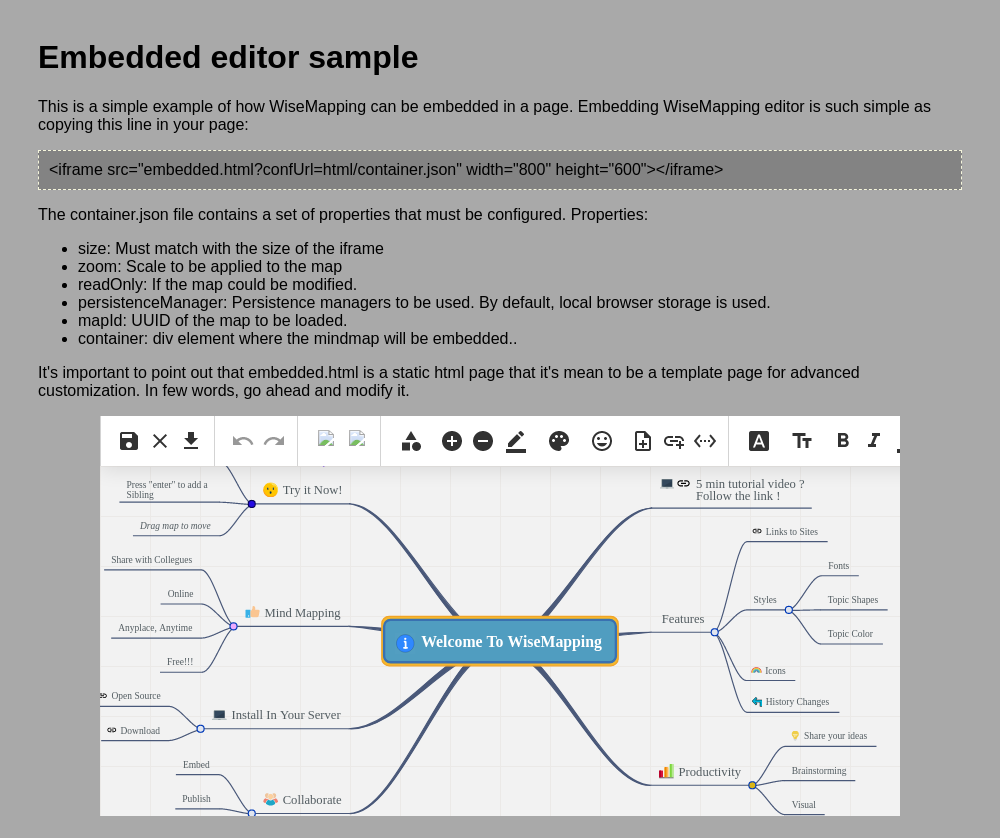 Embedded editor sample
This is a simple example of how WiseMapping can be embedded in a page. Embedding WiseMapping editor is such simple as
copying this line in your page:
<iframe src="embedded.html?confUrl=html/container.json" width="800" height="600"></iframe>
The container.json file contains a set of properties that must be configured. Properties:
size: Must match with the size of the iframe
zoom: Scale to be applied to the map
readOnly: If the map could be modified.
persistenceManager: Persistence managers to be used. By default, local browser storage is used.
mapId: UUID of the map to be loaded.
container: div element where the mindmap will be embedded..
It's important to point out that embedded.html is a static html page that it's mean to be a template page for advanced
customization. In few words, go ahead and modify it.
A Tt B I
Press "enter" to add a
Sibling
Try it Now!
Drag map to move
Share with Collegues
Online
Mind Mapping
Anyplace, Anytime
Free!!!
Open Source
Install In Your Server
Download
Embed
Publish
Collaborate
Welcome To WiseMapping
5 min tutorial video ?
Follow the link !
Links to Sites
Fonts
Styles
Topic Shapes
Features
Topic Color
Icons
History Changes
Share your ideas
Productivity
Brainstorming
Visual